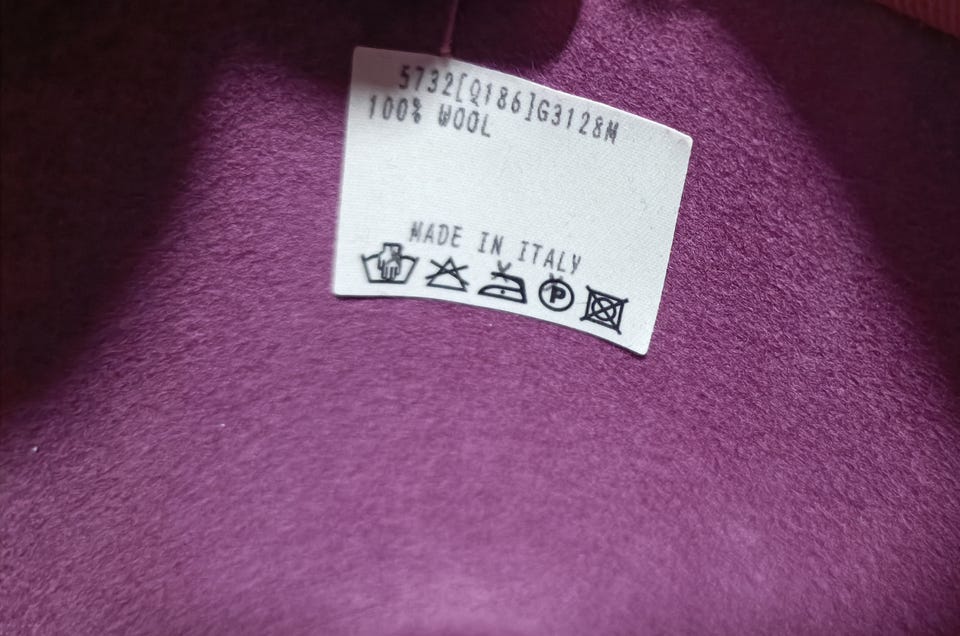 5732[Q186]G3128M
100% WOOL
MADE IN ITALY
P